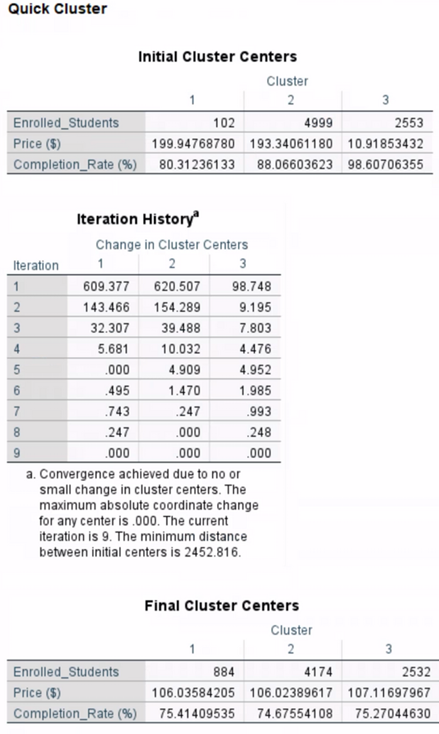 Quick Cluster
Initial Cluster Centers
Cluster
1 2 3
Enrolled_Students 102 4999 2553
Price ($) 199.94768780 193.34061180 10.91853432
Completion_Rate (%) 80.31236133 88.06603623 98.60706355
Iteration Historyª
Change in Cluster Centers
Iteration 1 2 3
1 609.377 620.507 98.748
2 143.466 154.289 9.195
3 32.307 39.488 7.803
4 5.681 10.032 4.476
5 .000 4.909 4.952
6 .495 1.470 1.985
7 .743 .247 .993
8 .247 .000 .248
9 .000 .000 .000
a. Convergence achieved due to no or
small change in cluster centers. The
maximum absolute coordinate change
for any center is .000. The current
iteration is 9. The minimum distance
between initial centers is 2452.816.
Final Cluster Centers
Cluster
1 2 3
Enrolled_Students 884 4174 2532
Price ($) 106.03584205 106.02389617 107.11697967
Completion_Rate (%) 75.41409535 74.67554108 75.27044630